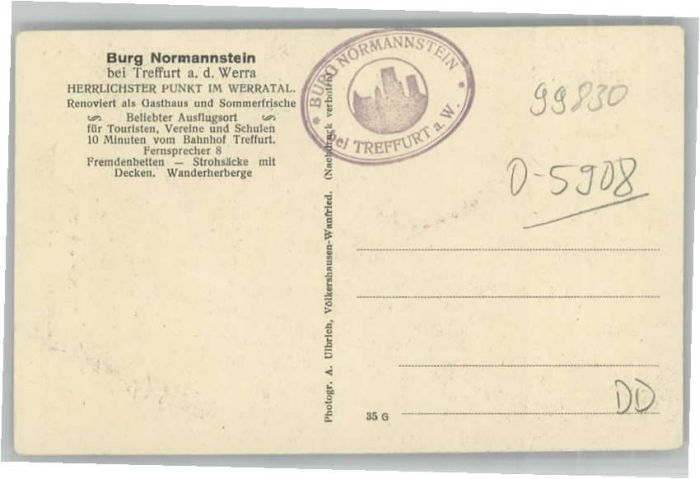 Burg Normannstein
bei Treffurt a. d. Werra
HERRLICHSTER PUNKT IM WERRATAL.
Renoviert als Gasthaus und Sommerfrische
Beliebter Ausflugsort
für Touristen, Vereine und Schulen
10 Minuten vom Bahnhof Treffurt.
Fernsprecher 8
Fremdenbetten — Strohsäcke mit
Decken. Wanderherberge
Photogr. A. Ulbrich, Völkershausen-Wanfried. (Nachdruck verboten)
* BURG NORMANNSTEIN *
bei TREFFURT a. W.
99830
D-5908
35 G
DD